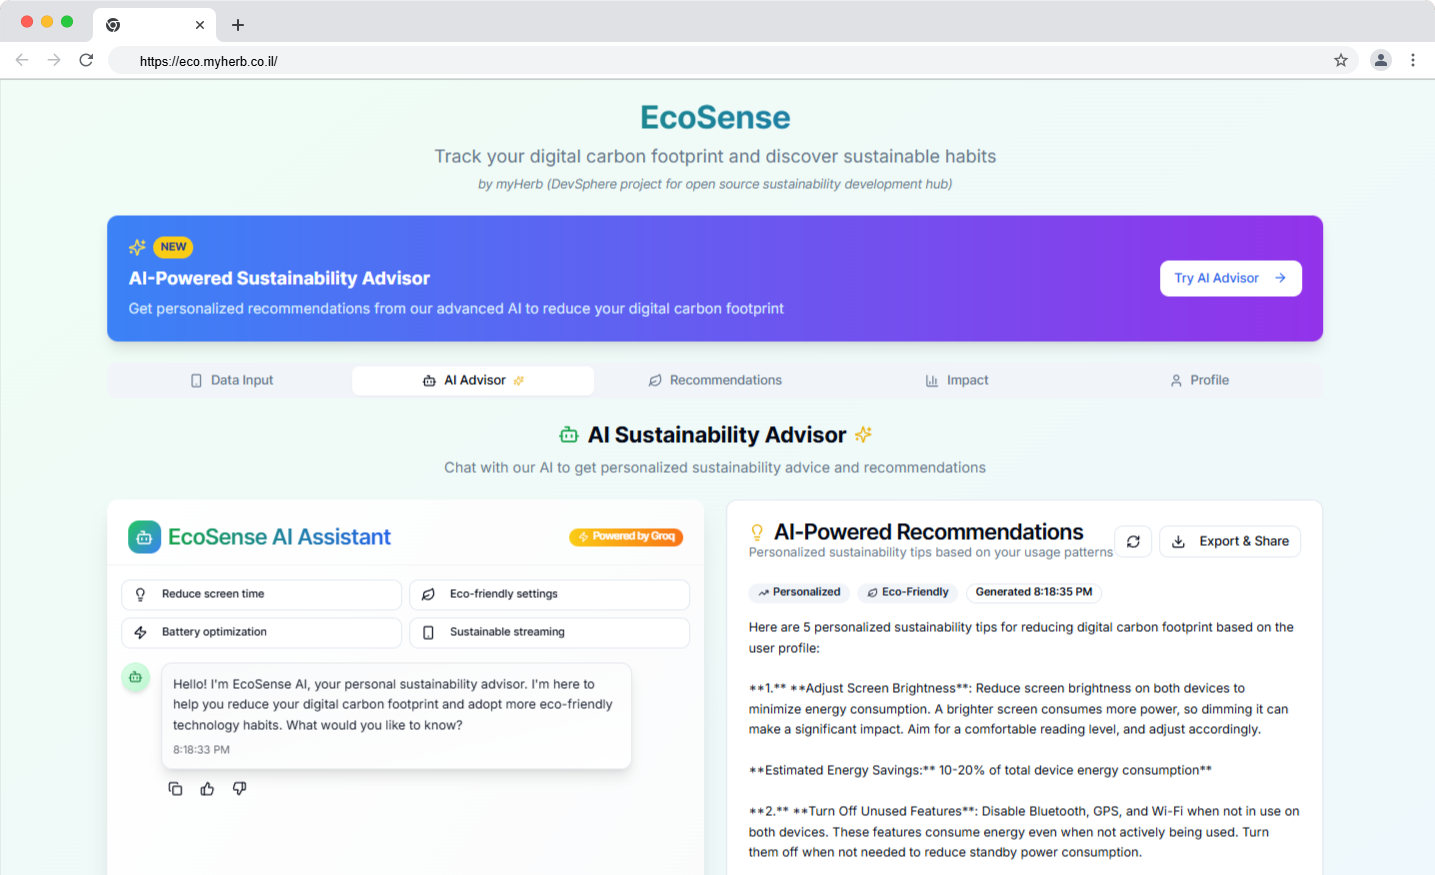 https://eco.myherb.co.il/
EcoSense
Track your digital carbon footprint and discover sustainable habits
by myHerb (DevSphere project for open source sustainability development hub)
NEW
AI-Powered Sustainability Advisor
Get personalized recommendations from our advanced AI to reduce your digital carbon footprint
Try AI Advisor
Data Input
AI Advisor
Recommendations
Impact
Profile
AI Sustainability Advisor
Chat with our AI to get personalized sustainability advice and recommendations
EcoSense AI Assistant
Powered by Groq
Reduce screen time
Eco-friendly settings
Battery optimization
Sustainable streaming
Hello! I'm EcoSense AI, your personal sustainability advisor. I'm here to
help you reduce your digital carbon footprint and adopt more eco-friendly
technology habits. What would you like to know?
8:18:33 PM
AI-Powered Recommendations
Personalized sustainability tips based on your usage patterns
Export & Share
Personalized
Eco-Friendly
Generated 8:18:35 PM
Here are 5 personalized sustainability tips for reducing digital carbon footprint based on the
user profile:
**1.** **Adjust Screen Brightness**: Reduce screen brightness on both devices to
minimize energy consumption. A brighter screen consumes more power, so dimming it can
make a significant impact. Aim for a comfortable reading level, and adjust accordingly.
**Estimated Energy Savings:** 10-20% of total device energy consumption**
**2.** **Turn Off Unused Features**: Disable Bluetooth, GPS, and Wi-Fi when not in use on
both devices. These features consume energy even when not actively being used. Turn
them off when not needed to reduce standby power consumption.